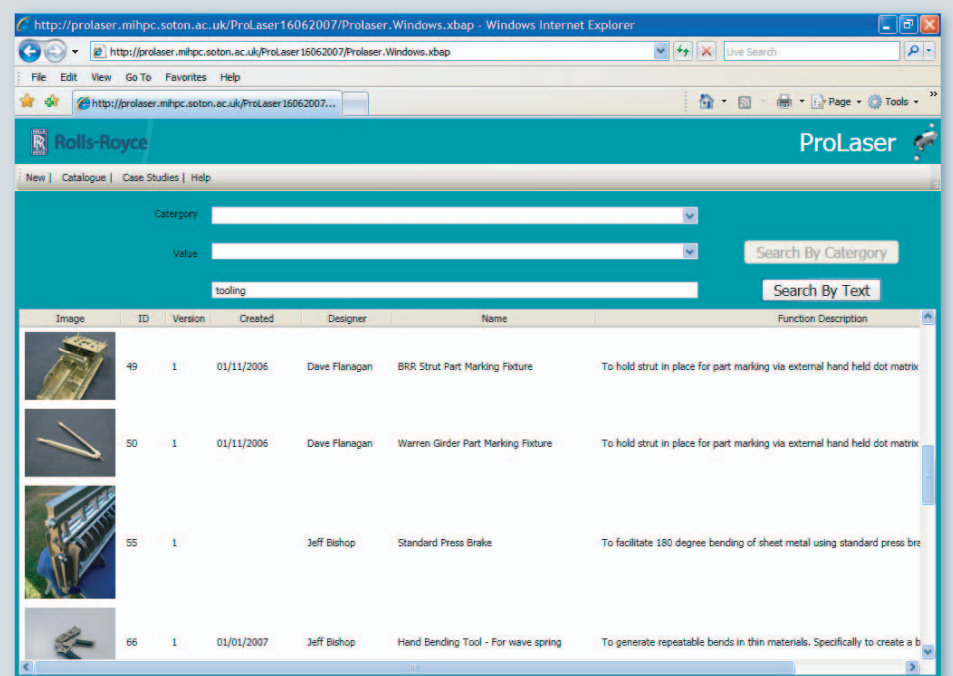 http://prolaser.mihpc.soton.ac.uk/ProLaser16062007/Prolaser.Windows.xbap - Windows Internet Explorer
http://prolaser.mihpc.soton.ac.uk/ProLaser16062007/Prolaser.Windows.xbap Live Search
File Edit View Go To Favorites Help
http://prolaser.mihpc.soton.ac.uk/ProLaser16062007... Page Tools »
Rolls-Royce ProLaser
New | Catalogue | Case Studies | Help
Catergory
Value Search By Catergory
tooling Search By Text
Image ID Version Created Designer Name Function Description
49 1 01/11/2006 Dave Flanagan BRR Strut Part Marking Fixture To hold strut in place for part marking via external hand held dot matrix
50 1 01/11/2006 Dave Flanagan Warren Girder Part Marking Fixture To hold strut in place for part marking via external hand held dot matrix
55 1 Jeff Bishop Standard Press Brake To facilitate 180 degree bending of sheet metal using standard press bra
66 1 01/01/2007 Jeff Bishop Hand Bending Tool - For wave spring To generate repeatable bends in thin materials. Specifically to create a b